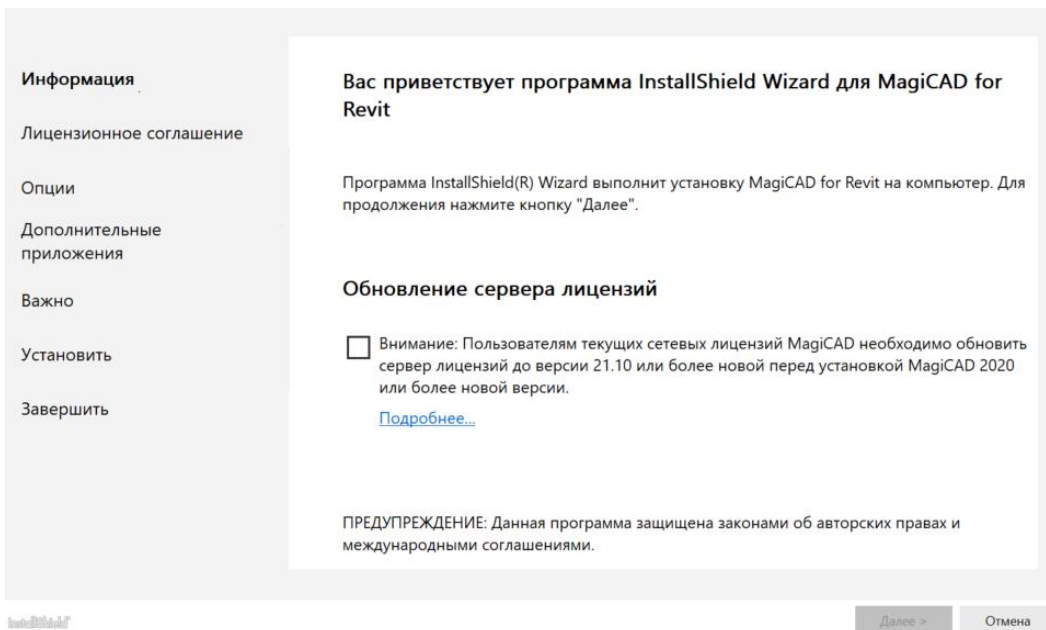 Информация
Лицензионное соглашение
Опции
Дополнительные
приложения
Важно
Установить
Завершить
Вас приветствует программа InstallShield Wizard для MagiCAD for
Revit
Программа InstallShield(R) Wizard выполнит установку MagiCAD for Revit на компьютер. Для
продолжения нажмите кнопку "Далее".
Обновление сервера лицензий
Внимание: Пользователям текущих сетевых лицензий MagiCAD необходимо обновить
сервер лицензий до версии 21.10 или более новой перед установкой MagiCAD 2020
или более новой версии.
Подробнее...
ПРЕДУПРЕЖДЕНИЕ: Данная программа защищена законами об авторских правах и
международными соглашениями.
InstallShield
Далее >
Отмена